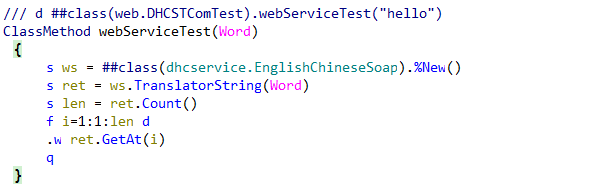 /// d ##class(web.DHCSTComTest).webServiceTest("hello")
ClassMethod webServiceTest(Word)
{
s ws = ##class(dhcservice.EnglishChineseSoap).%New()
s ret = ws.TranslatorString(Word)
s len = ret.Count()
f i=1:1:len d
.w ret.GetAt(i)
q
}